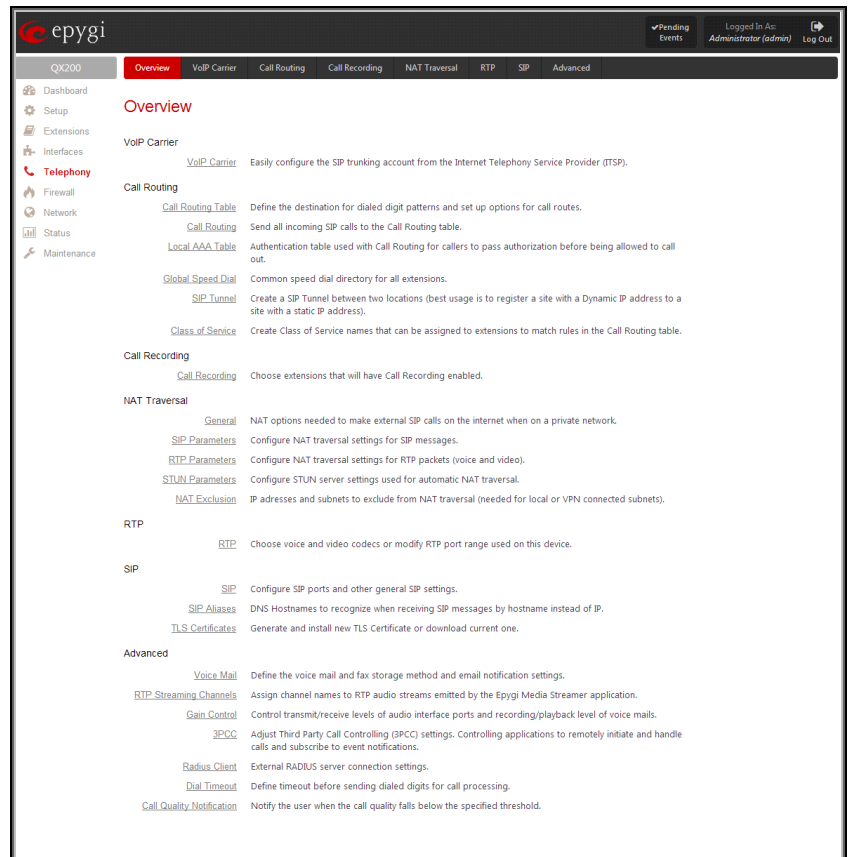 epygi
✔Pending Events
Logged In As:
Administrator (admin)
Log Out
QX200
Overview VoIP Carrier Call Routing Call Recording NAT Traversal RTP SIP Advanced
Dashboard
Setup
Extensions
Interfaces
Telephony
Firewall
Network
Status
Maintenance
Overview
VoIP Carrier
VoIP Carrier Easily configure the SIP trunking account from the Internet Telephony Service Provider (ITSP).
Call Routing
Call Routing Table Define the destination for dialed digit patterns and set up options for call routes.
Call Routing Send all incoming SIP calls to the Call Routing table.
Local AAA Table Authentication table used with Call Routing for callers to pass authorization before being allowed to call
out.
Global Speed Dial Common speed dial directory for all extensions.
SIP Tunnel Create a SIP Tunnel between two locations (best usage is to register a site with a Dynamic IP address to a
site with a static IP address).
Class of Service Create Class of Service names that can be assigned to extensions to match rules in the Call Routing table.
Call Recording
Call Recording Choose extensions that will have Call Recording enabled.
NAT Traversal
General NAT options needed to make external SIP calls on the internet when on a private network.
SIP Parameters Configure NAT traversal settings for SIP messages.
RTP Parameters Configure NAT traversal settings for RTP packets (voice and video).
STUN Parameters Configure STUN server settings used for automatic NAT traversal.
NAT Exclusion IP adresses and subnets to exclude from NAT traversal (needed for local or VPN connected subnets).
RTP
RTP Choose voice and video codecs or modify RTP port range used on this device.
SIP
SIP Configure SIP ports and other general SIP settings.
SIP Aliases DNS Hostnames to recognize when receiving SIP messages by hostname instead of IP.
TLS Certificates Generate and install new TLS Certificate or download current one.
Advanced
Voice Mail Define the voice mail and fax storage method and email notification settings.
RTP Streaming Channels Assign channel names to RTP audio streams emitted by the Epygi Media Streamer application.
Gain Control Control transmit/receive levels of audio interface ports and recording/playback level of voice mails.
3PCC Adjust Third Party Call Controlling (3PCC) settings. Controlling applications to remotely initiate and handle
calls and subscribe to event notifications.
Radius Client External RADIUS server connection settings.
Dial Timeout Define timeout before sending dialed digits for call processing.
Call Quality Notification Notify the user when the call quality falls below the specified threshold.